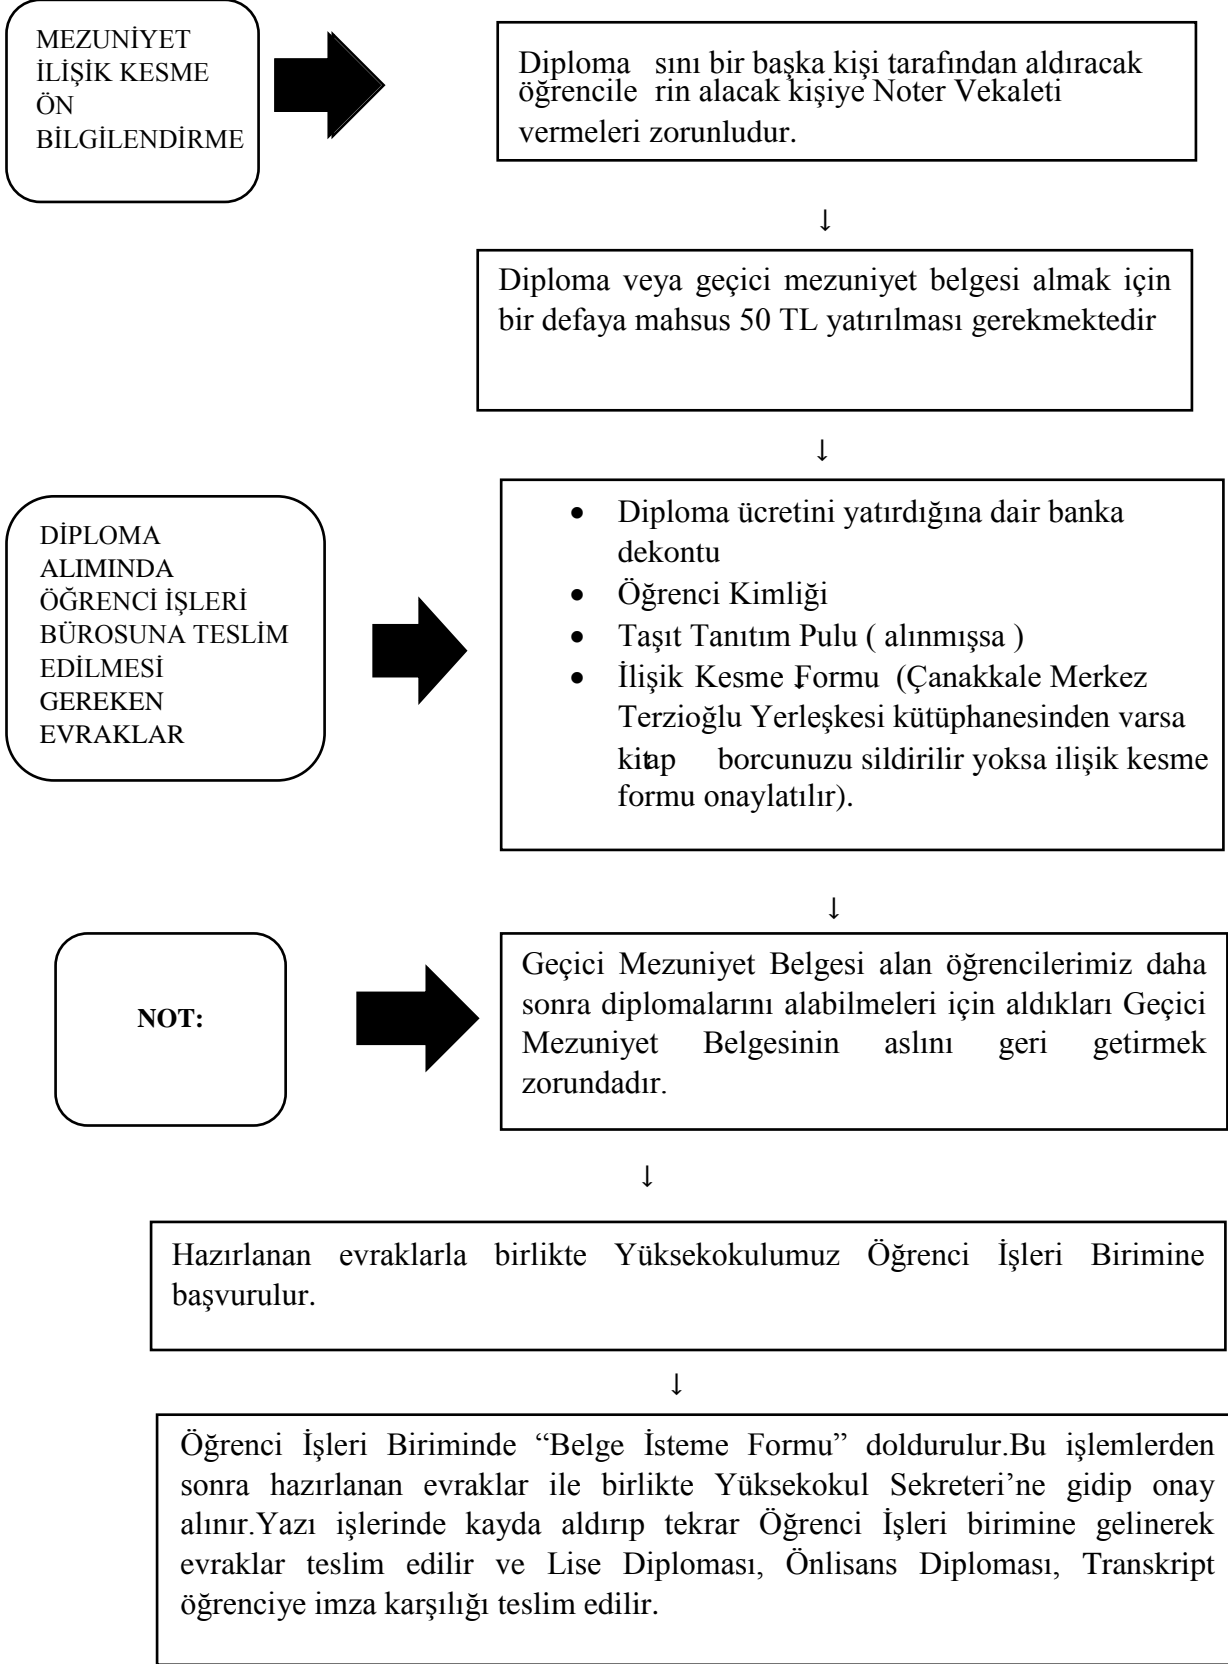 MEZUNİYET
İLİŞİK KESME
ÖN
BİLGİLENDİRME
Diploma sını bir başka kişi tarafından aldıracak
öğrencile rin alacak kişiye Noter Vekaleti
vermeleri zorunludur.
↓
Diploma veya geçici mezuniyet belgesi almak için
bir defaya mahsus 50 TL yatırılması gerekmektedir
↓
DİPLOMA
ALIMINDA
ÖĞRENCİ İŞLERİ
BÜROSUNA TESLİM
EDİLMESİ
GEREKEN
EVRAKLAR
• Diploma ücretini yatırdığına dair banka
dekontu
• Öğrenci Kimliği
• Taşıt Tanıtım Pulu ( alınmışsa )
• İlişik Kesme Formu (Çanakkale Merkez
Terzioğlu Yerleşkesi kütüphanesinden varsa
kitap borcunuzu sildirilir yoksa ilişik kesme
formu onaylatılır).
↓
NOT:
Geçici Mezuniyet Belgesi alan öğrencilerimiz daha
sonra diplomalarını alabilmeleri için aldıkları Geçici
Mezuniyet Belgesinin aslını geri getirmek
zorundadır.
↓
Hazırlanan evraklarla birlikte Yüksekokulumuz Öğrenci İşleri Birimine
başvurulur.
↓
Öğrenci İşleri Biriminde “Belge İsteme Formu” doldurulur.Bu işlemlerden
sonra hazırlanan evraklar ile birlikte Yüksekokul Sekreteri’ne gidip onay
alınır.Yazı işlerinde kayda aldırıp tekrar Öğrenci İşleri birimine gelinerek
evraklar teslim edilir ve Lise Diploması, Önlisans Diploması, Transkript
öğrenciye imza karşılığı teslim edilir.